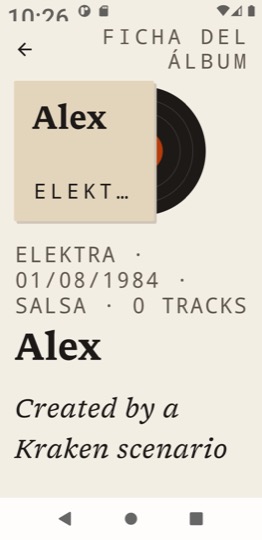 10:26
FICHA DEL
ÁLBUM
Alex
ELEKT…
ELEKTRA ·
01/08/1984 ·
SALSA · 0 TRACKS
Alex
Created by a
Kraken scenario